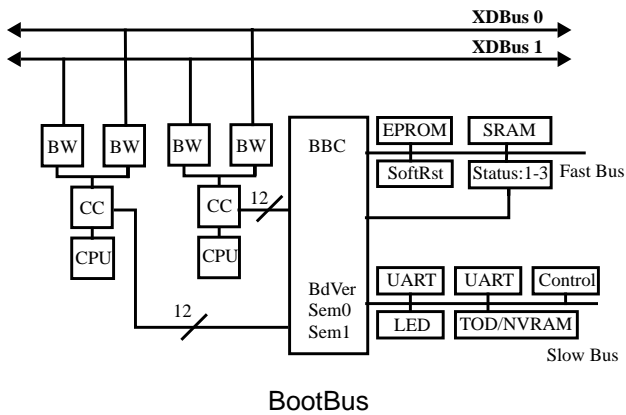 XDBus 0
XDBus 1
BW BW BW BW
BBC
EPROM SRAM
SoftRst Status:1-3 Fast Bus
CC CC 12
CPU CPU
BdVer
Sem0
Sem1
12
UART UART Control
LED TOD/NVRAM
Slow Bus
BootBus